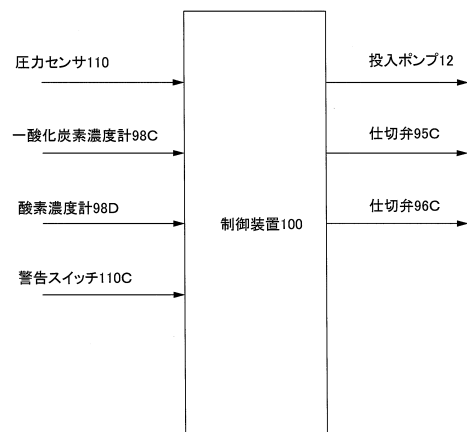 圧力センサ110
一酸化炭素濃度計98C
酸素濃度計98D
警告スイッチ110C
制御装置100
投入ポンプ12
仕切弁95C
仕切弁96C